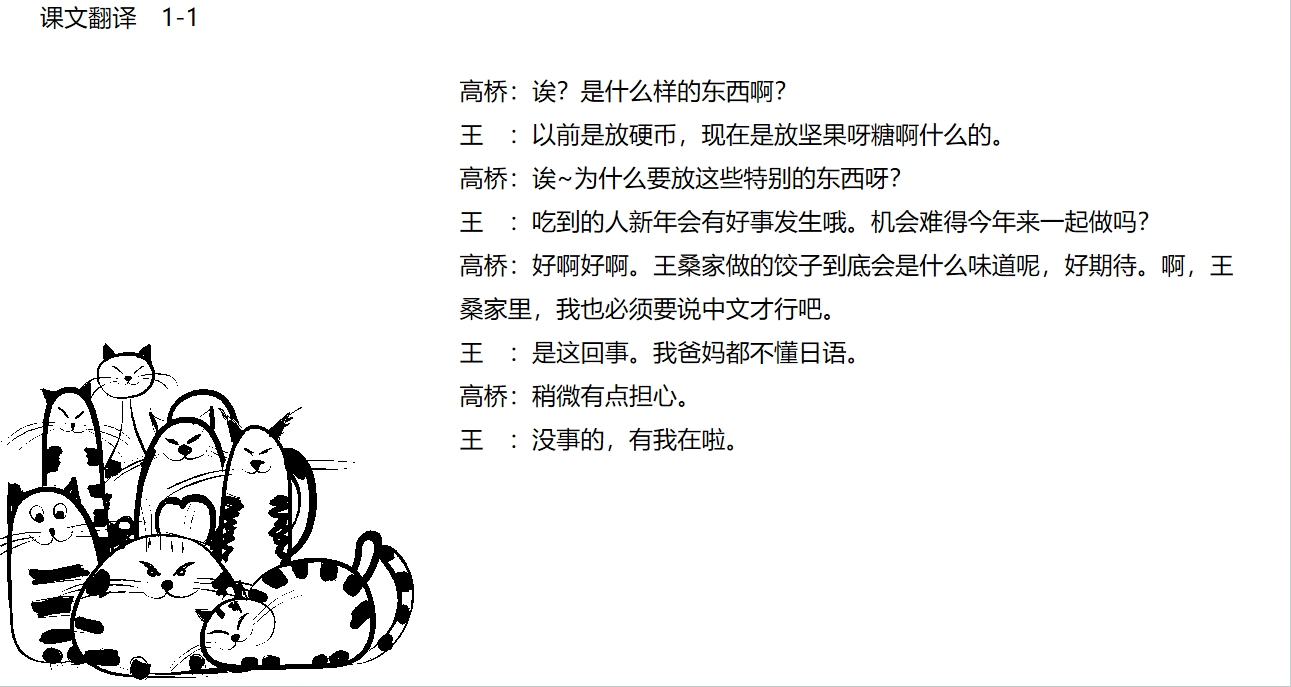 课文翻译　1-1
高桥：诶？是什么样的东西啊？
王　：以前是放硬币，现在是放坚果呀糖啊什么的。
高桥：诶~为什么要放这些特别的东西呀？
王　：吃到的人新年会有好事发生哦。机会难得今年来一起做吗？
高桥：好啊好啊。王桑家做的饺子到底会是什么味道呢，好期待。啊，王
桑家里，我也必须要说中文才行吧。
王　：是这回事。我爸妈都不懂日语。
高桥：稍微有点担心。
王　：没事的，有我在啦。